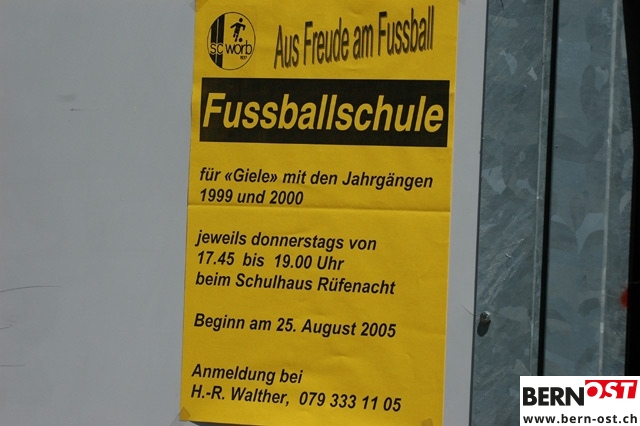 SC worb
Aus Freude am Fussball
Fussballschule
für «Giele» mit den Jahrgängen
1999 und 2000
jeweils donnerstags von
17.45 bis 19.00 Uhr
beim Schulhaus Rüfenacht
Beginn am 25. August 2005
Anmeldung bei
H.-R. Walther, 079 333 11 05
BERNOST
www.bern-ost.ch